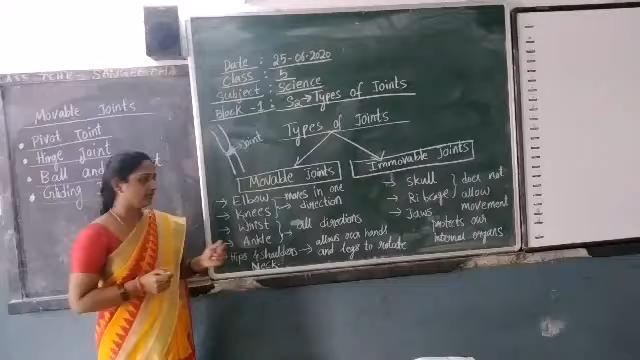 Movable Joints
• Pivot Joint
• Hinge Joint
• Ball and
• Gliding
Date : 25-06-2020
Class : 5
Subject : Science
Block -1 : S2 → Types of Joints
Joint
Types of Joints
Movable Joints
→ Elbow
→ Knees
→ moves in one direction
→ Whist
→ Ankle
→ all directions
Hips & shoulders → allows our hands and legs to rotate
Neck
Immovable Joints
→ Skull
→ Ribcage
→ Jaws
does not allow movement
protects our internal organs